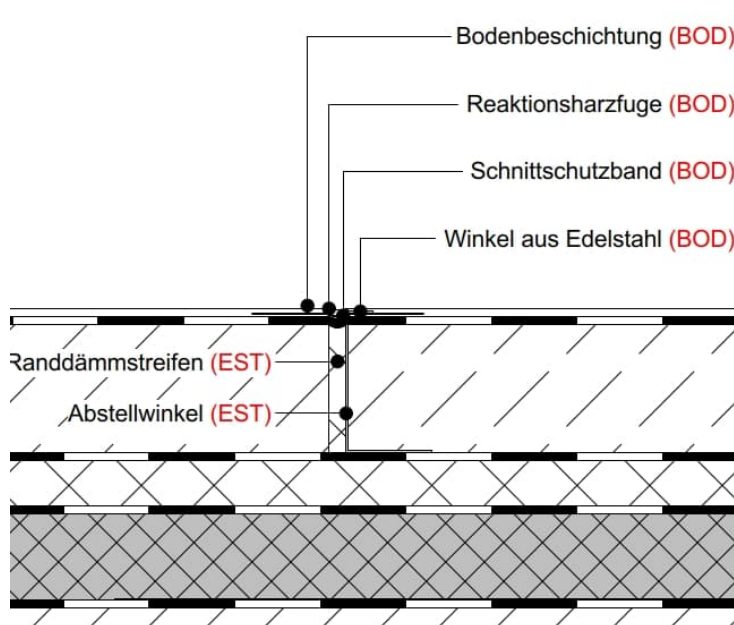 Bodenbeschichtung (BOD)
Reaktionsharzfuge (BOD)
Schnittschutzband (BOD)
Winkel aus Edelstahl (BOD)
Randdämmstreifen (EST)
Abstellwinkel (EST)